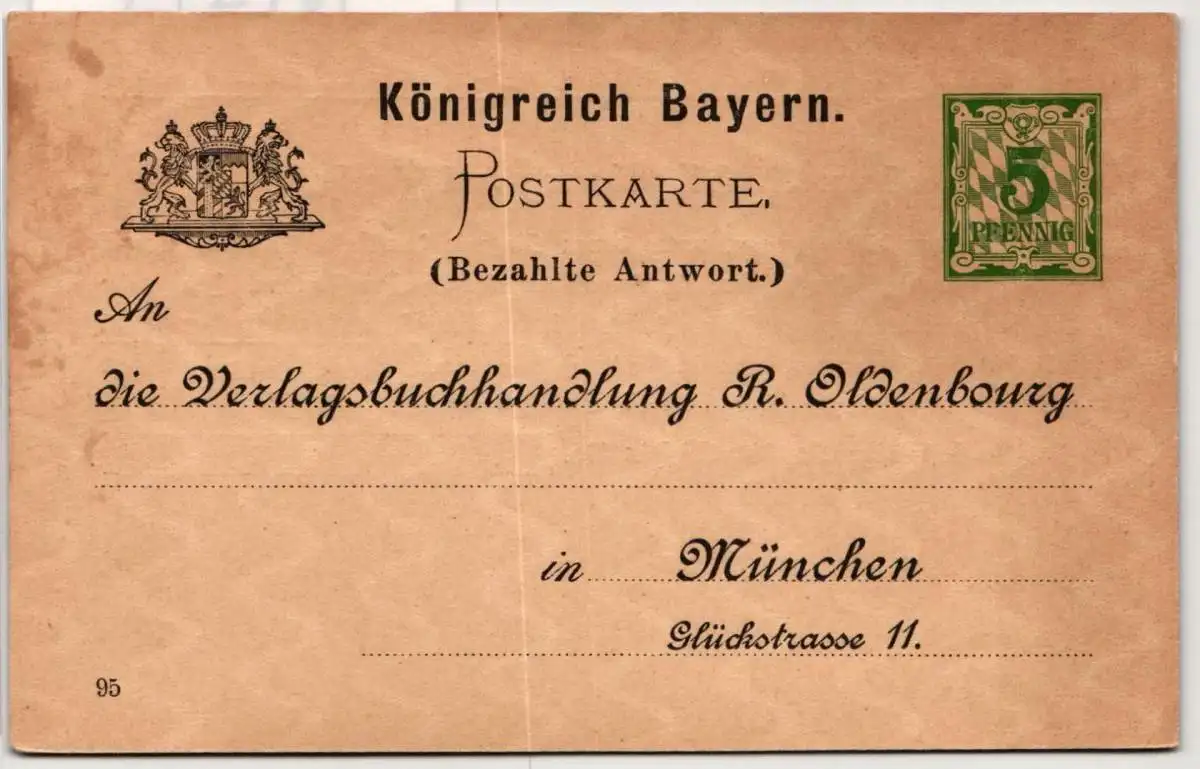 Königreich Bayern.
POSTKARTE.
(Bezahlte Antwort.)
5
PFENNIG
An
die Verlagsbuchhandlung R. Oldenbourg
in München
Glückstrasse 11.
95